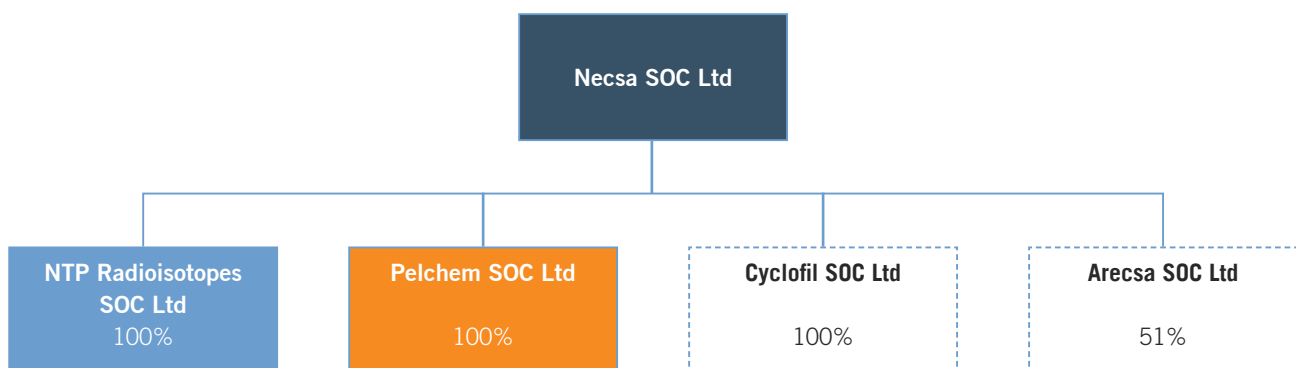 Necsa SOC Ltd
NTP Radioisotopes
SOC Ltd
100%
Pelchem SOC Ltd
100%
Cyclofil SOC Ltd
100%
Arecsa SOC Ltd
51%